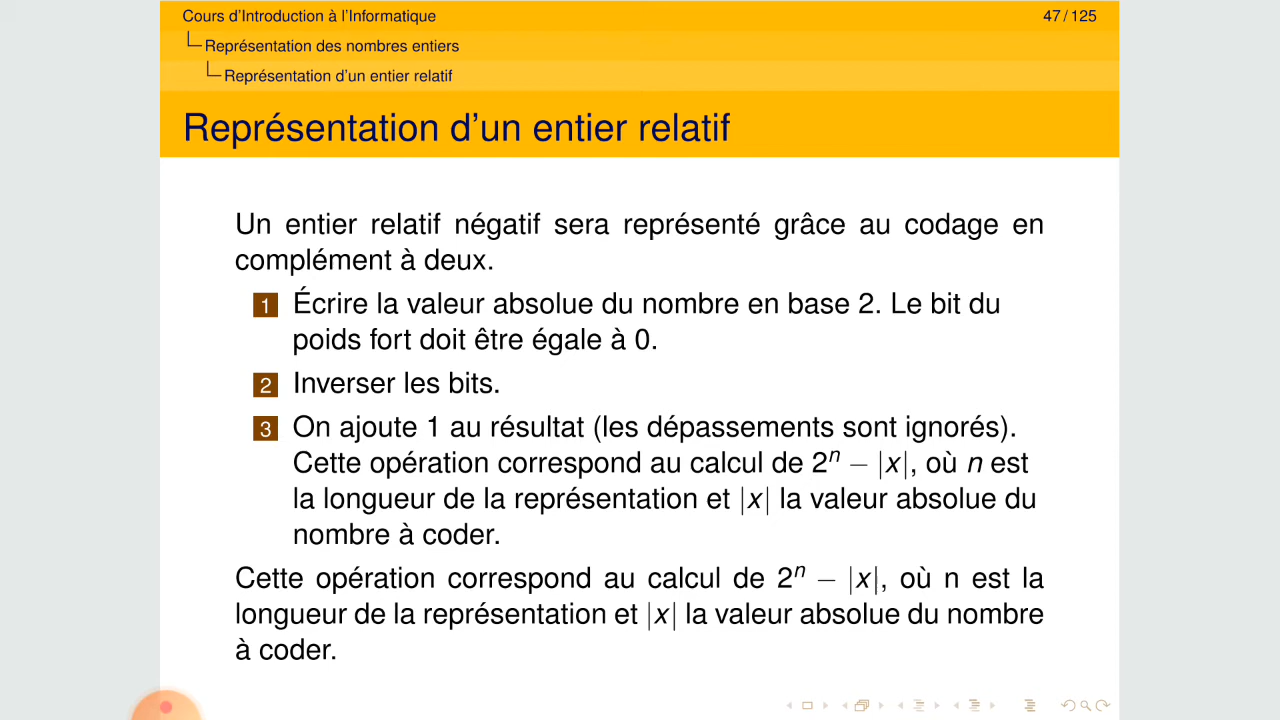 Cours d'Introduction à l'Informatique 47 / 125
Représentation des nombres entiers
Représentation d'un entier relatif
Représentation d'un entier relatif
Un entier relatif négatif sera représenté grâce au codage en
complément à deux.
1 Écrire la valeur absolue du nombre en base 2. Le bit du
poids fort doit être égale à 0.
2 Inverser les bits.
3 On ajoute 1 au résultat (les dépassements sont ignorés).
Cette opération correspond au calcul de 2ⁿ − |x|, où n est
la longueur de la représentation et |x| la valeur absolue du
nombre à coder.
Cette opération correspond au calcul de 2ⁿ − |x|, où n est la
longueur de la représentation et |x| la valeur absolue du nombre
à coder.